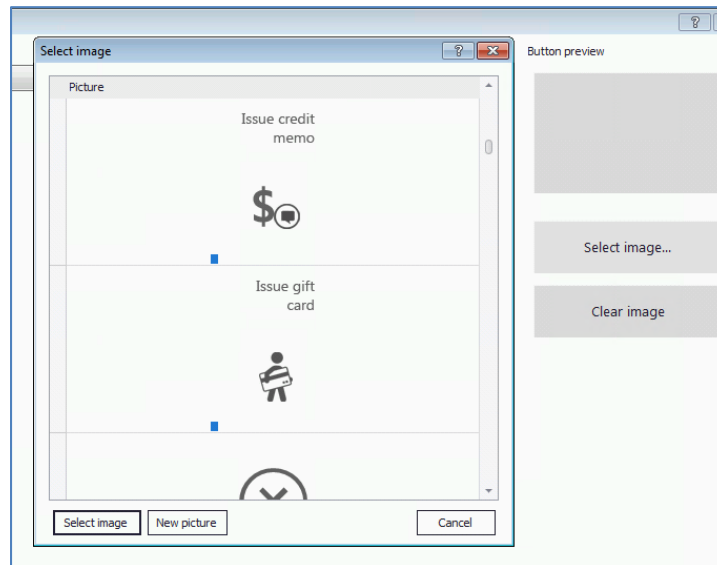 Select image
Button preview
Picture
Issue credit
memo
$
Issue gift
card
Select image...
Clear image
Select image
New picture
Cancel